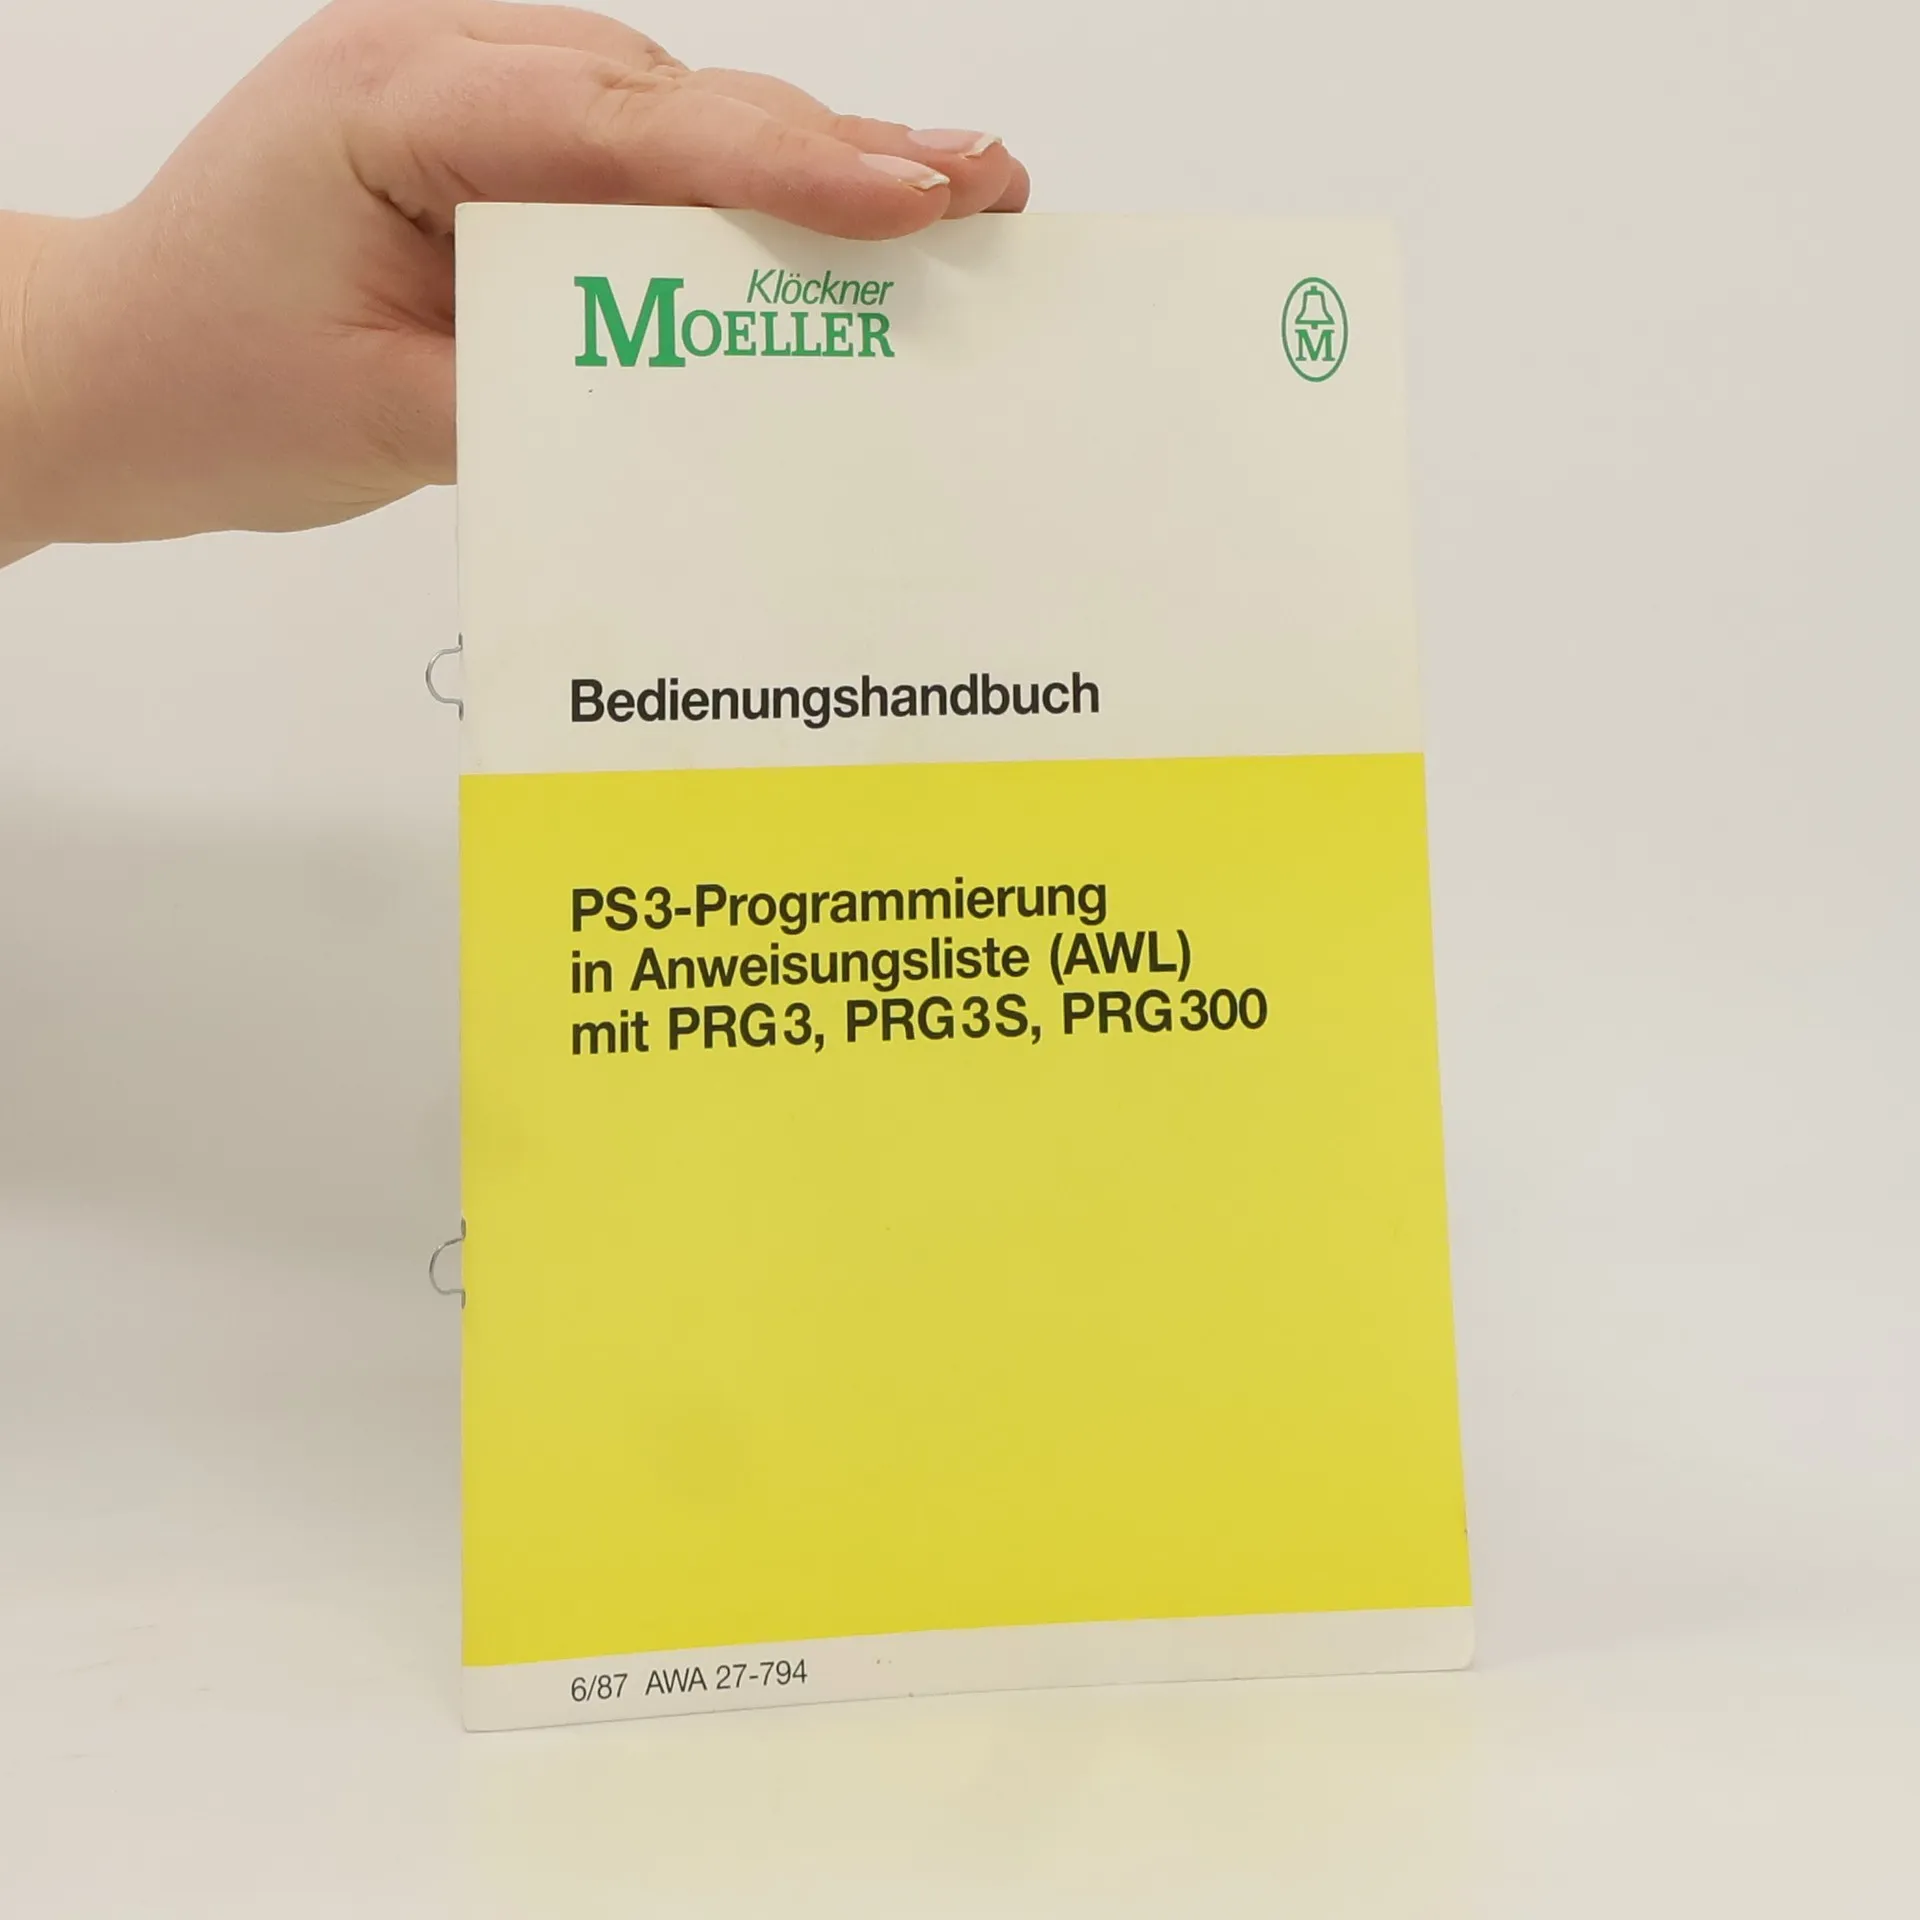 Klöckner
MOELLER
M
Bedienungshandbuch
PS3-Programmierung
in Anweisungsliste (AWL)
mit PRG3, PRG3S, PRG300
6/87 AWA 27-794